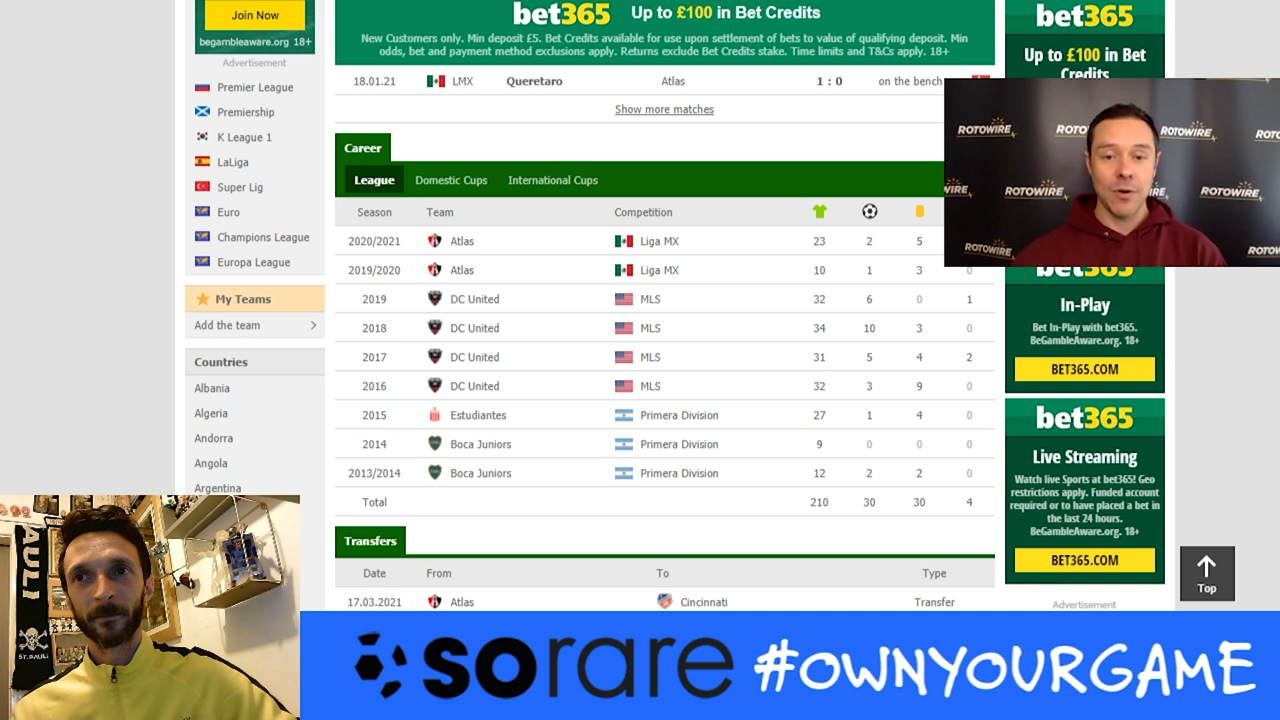 Join Now
begambleaware.org 18+
Advertisement
Premier League
Premiership
K League 1
LaLiga
Super Lig
Euro
Champions League
Europa League
My Teams
Add the team
Countries
Albania
Algeria
Andorra
Angola
Argentina
bet365 Up to £100 in Bet Credits
New Customers only. Min deposit £5. Bet Credits available for use upon settlement of bets to value of qualifying deposit. Min
odds, bet and payment method exclusions apply. Returns exclude Bet Credits stake. Time limits and T&Cs apply. 18+
18.01.21 LMX Queretaro Atlas 1 : 0 on the bench
Show more matches
Career
League Domestic Cups International Cups
Season Team Competition
2020/2021 Atlas Liga MX 23 2 5
2019/2020 Atlas Liga MX 10 1 3 0
2019 DC United MLS 32 6 0 1
2018 DC United MLS 34 10 3 0
2017 DC United MLS 31 5 4 2
2016 DC United MLS 32 3 9 0
2015 Estudiantes Primera Division 27 1 4 0
2014 Boca Juniors Primera Division 9 0 0 0
2013/2014 Boca Juniors Primera Division 12 2 2 0
Total 210 30 30 4
Transfers
Date From To Type
17.03.2021 Atlas Cincinnati Transfer
bet365
Up to £100 in Bet
Credits
ROTOWIRE
ROTO
ROTOWIRE
ROTO
WIRE
ROTOWIRE
IRE
ROTOWIRE
ROTOWIRE
ROTOW
bet365
In-Play
Bet In-Play with bet365.
BeGambleAware.org. 18+
BET365.COM
bet365
Live Streaming
Watch live Sports at bet365! Geo
restrictions apply. Funded account
required or to have placed a bet in
the last 24 hours.
BeGambleAware.org. 18+
BET365.COM
Advertisement
Top
AULI
ST. PAULI
sorare #OWNYOURGAME